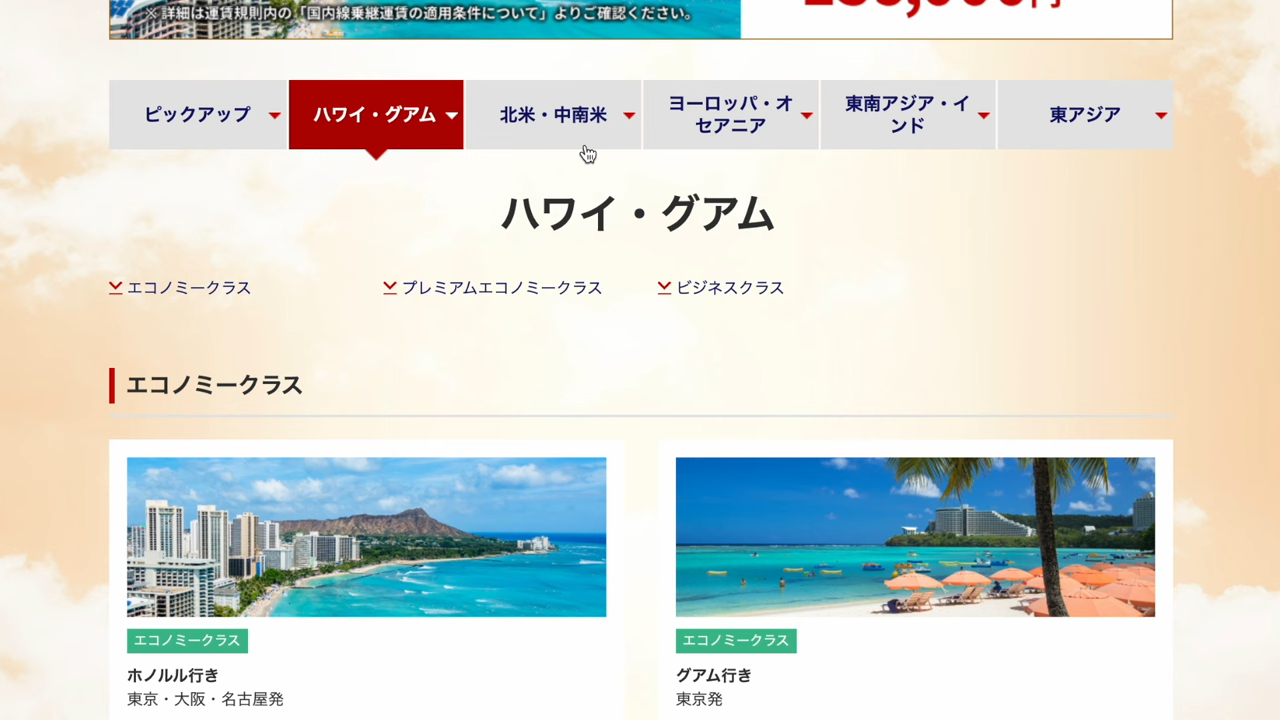 ※ 詳細は運賃規則内の「国内線乗継運賃の適用条件について」よりご確認ください。
ピックアップ
ハワイ・グアム
北米・中南米
ヨーロッパ・オ
セアニア
東南アジア・イ
ンド
東アジア
ハワイ・グアム
エコノミークラス
プレミアムエコノミークラス
ビジネスクラス
エコノミークラス
エコノミークラス
ホノルル行き
東京・大阪・名古屋発
エコノミークラス
グアム行き
東京発